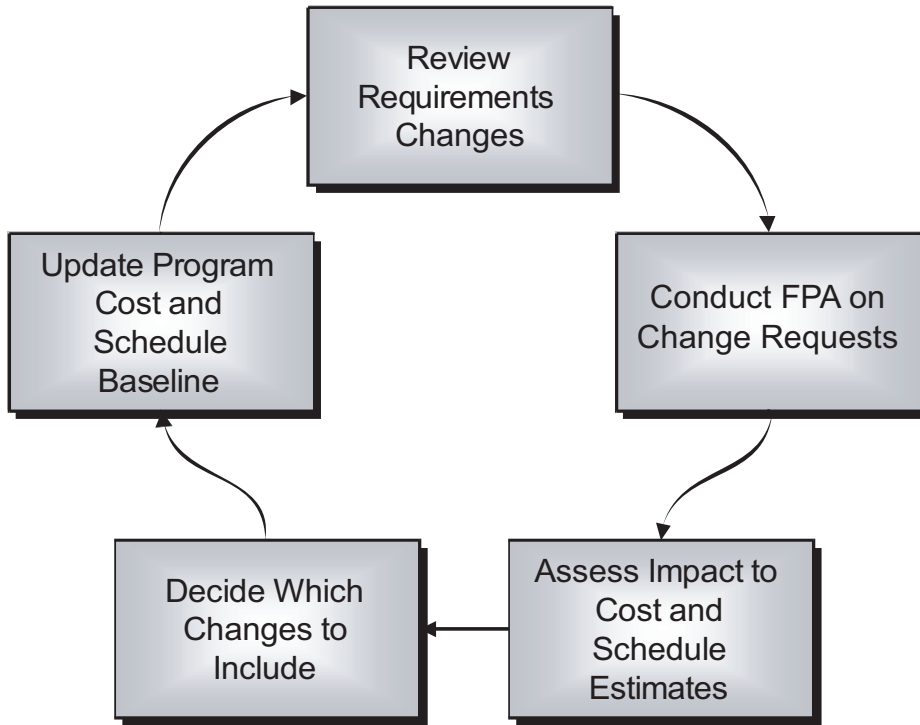 Review
Requirements
Changes
Conduct FPA on
Change Requests
Assess Impact to
Cost and
Schedule
Estimates
Decide Which
Changes to
Include
Update Program
Cost and
Schedule
Baseline